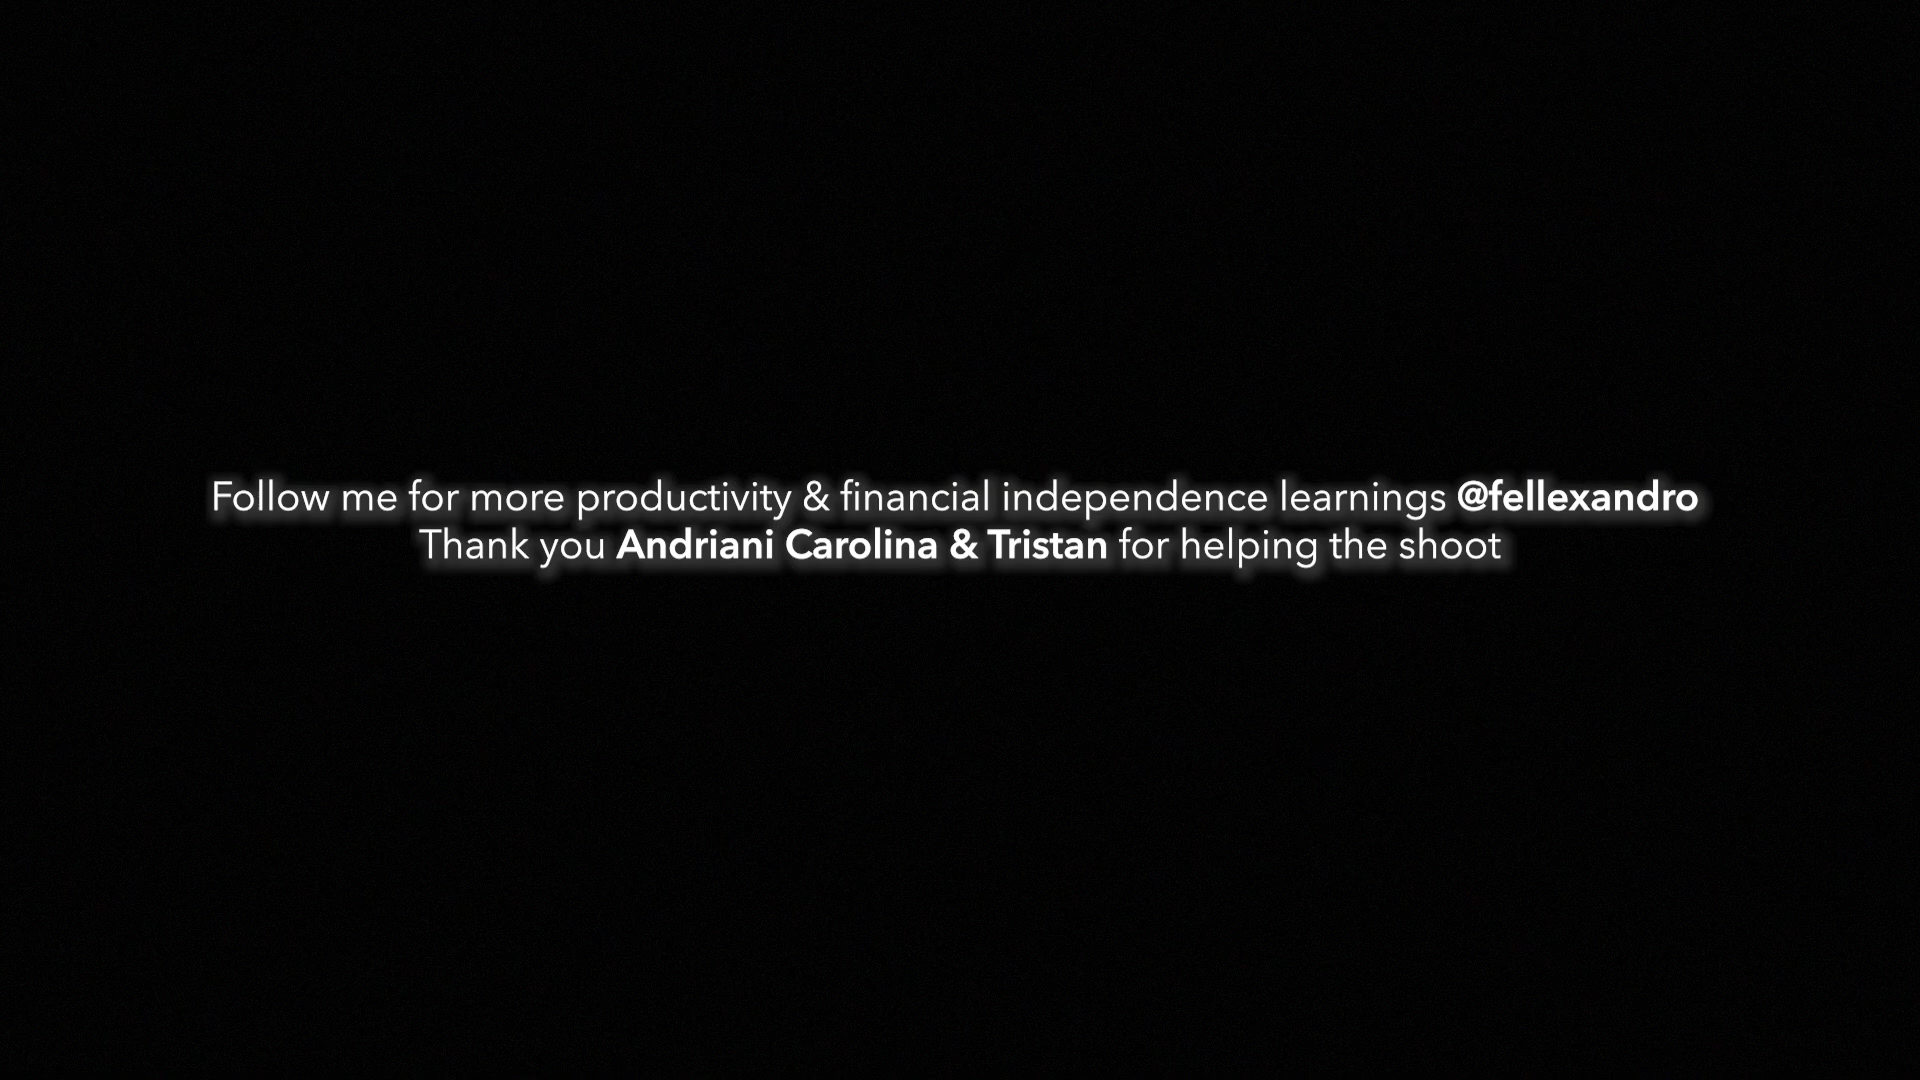 Follow me for more productivity & financial independence learnings @fellexandro
Thank you Andriani Carolina & Tristan for helping the shoot